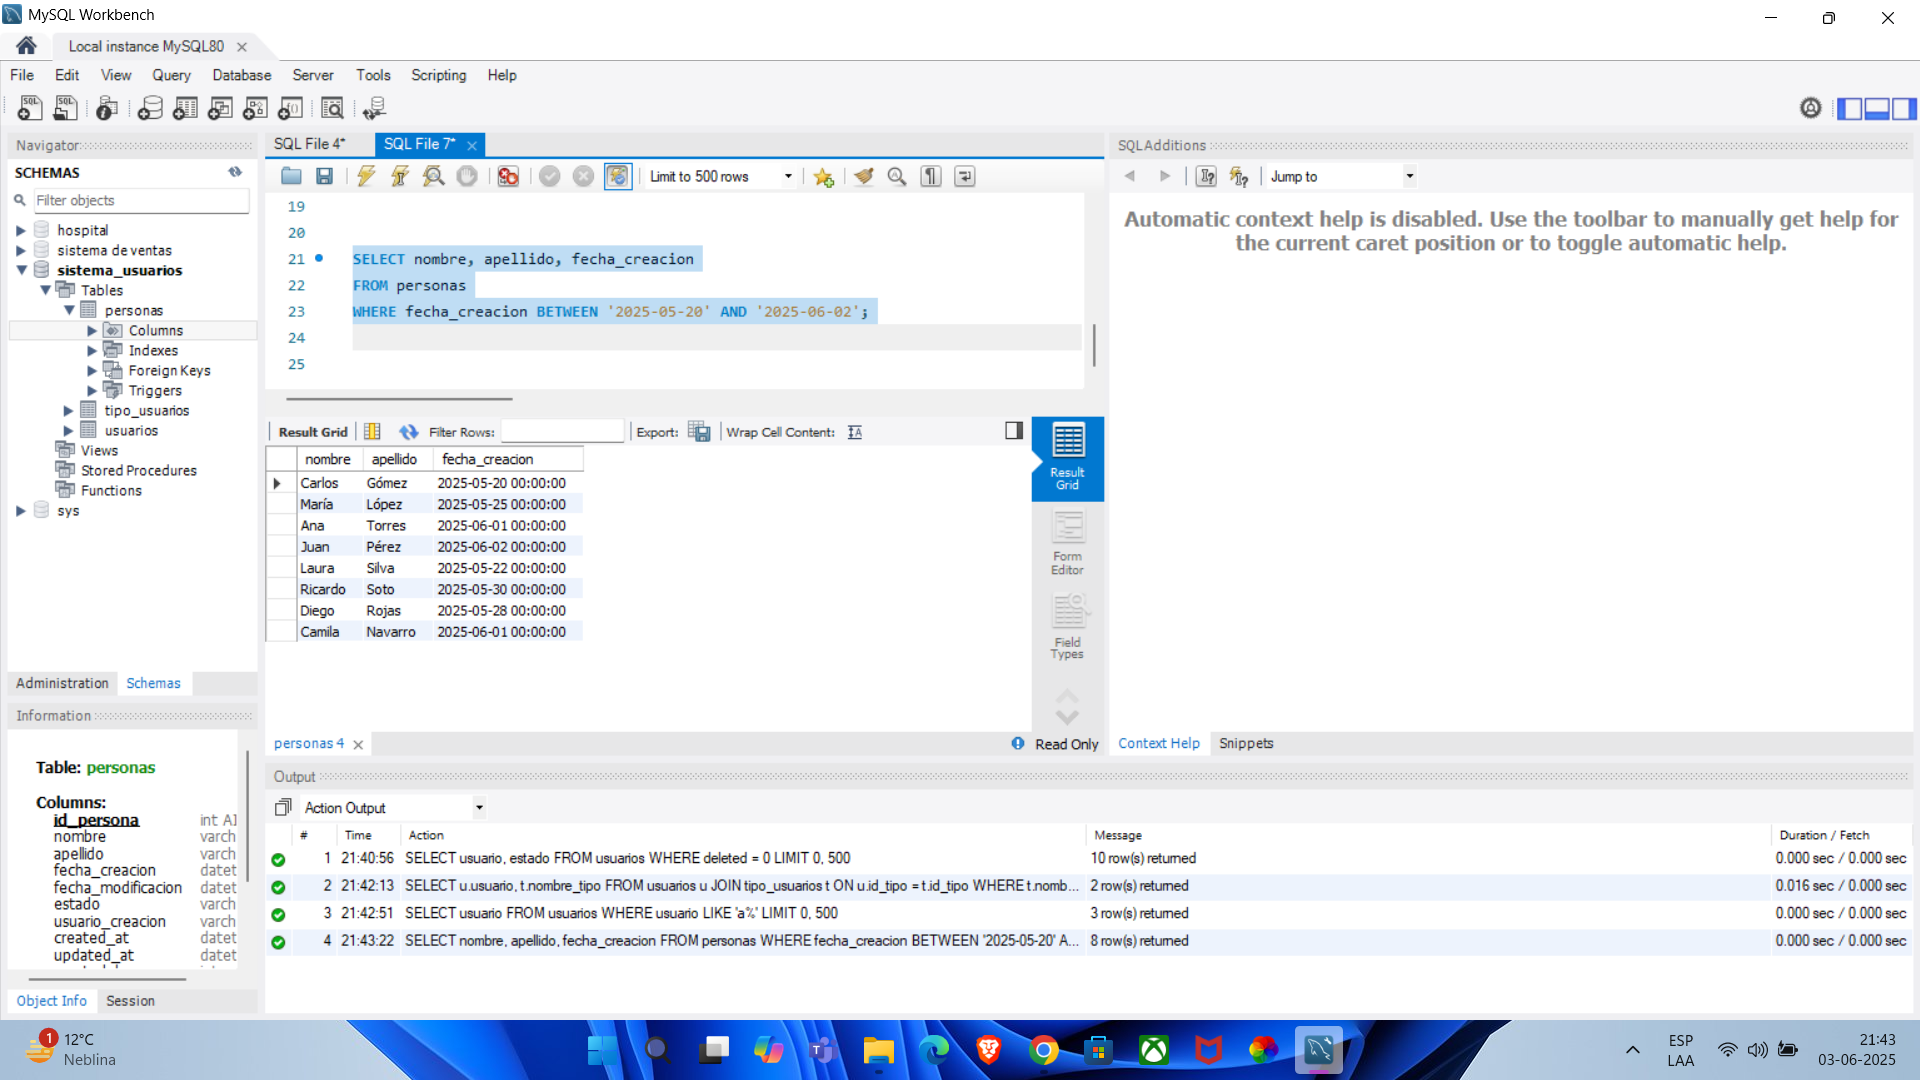 MySQL Workbench
Local instance MySQL80
File Edit View Query Database Server Tools Scripting Help
Navigator
SCHEMAS
Filter objects
hospital
sistema de ventas
sistema_usuarios
Tables
personas
Columns
Indexes
Foreign Keys
Triggers
tipo_usuarios
usuarios
Views
Stored Procedures
Functions
sys
Administration Schemas
Information
Table: personas
Columns:
id_persona int AI
nombre varch
apellido varch
fecha_creacion datet
fecha_modificacion datet
estado varch
usuario_creacion varch
created_at datet
updated_at datet
Object Info Session
SQL File 4* SQL File 7*
Limit to 500 rows
19
20
21 SELECT nombre, apellido, fecha_creacion
22 FROM personas
23 WHERE fecha_creacion BETWEEN '2025-05-20' AND '2025-06-02';
24
25
Result Grid Filter Rows: Export: Wrap Cell Content:
nombre apellido fecha_creacion
Carlos Gómez 2025-05-20 00:00:00
María López 2025-05-25 00:00:00
Ana Torres 2025-06-01 00:00:00
Juan Pérez 2025-06-02 00:00:00
Laura Silva 2025-05-22 00:00:00
Ricardo Soto 2025-05-30 00:00:00
Diego Rojas 2025-05-28 00:00:00
Camila Navarro 2025-06-01 00:00:00
Result
Grid
Form
Editor
Field
Types
personas 4 Read Only
SQLAdditions
Jump to
Automatic context help is disabled. Use the toolbar to manually get help for
the current caret position or to toggle automatic help.
Context Help Snippets
Output
Action Output
# Time Action Message Duration / Fetch
1 21:40:56 SELECT usuario, estado FROM usuarios WHERE deleted = 0 LIMIT 0, 500 10 row(s) returned 0.000 sec / 0.000 sec
2 21:42:13 SELECT u.usuario, t.nombre_tipo FROM usuarios u JOIN tipo_usuarios t ON u.id_tipo = t.id_tipo WHERE t.nomb... 2 row(s) returned 0.016 sec / 0.000 sec
3 21:42:51 SELECT usuario FROM usuarios WHERE usuario LIKE 'a%' LIMIT 0, 500 3 row(s) returned 0.000 sec / 0.000 sec
4 21:43:22 SELECT nombre, apellido, fecha_creacion FROM personas WHERE fecha_creacion BETWEEN '2025-05-20' A... 8 row(s) returned 0.000 sec / 0.000 sec
1 12°C
Neblina
ESP
LAA
21:43
03-06-2025